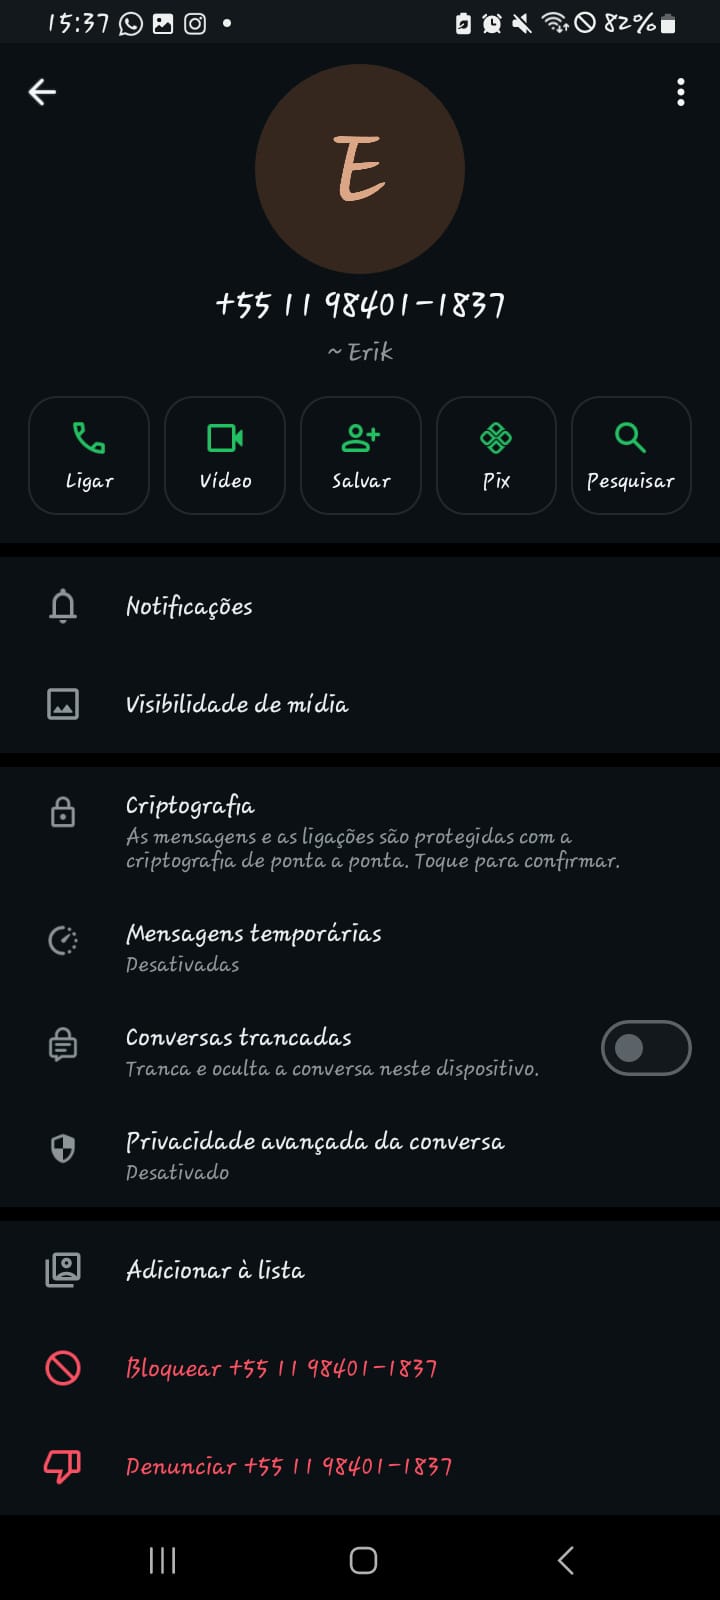 15:37 82%
E
+55 11 98401-1837
~ Erik
Ligar Vídeo Salvar Pix Pesquisar
Notificações
Visibilidade de mídia
Criptografia
As mensagens e as ligações são protegidas com a
criptografia de ponta a ponta. Toque para confirmar.
Mensagens temporárias
Desativadas
Conversas trancadas
Tranca e oculta a conversa neste dispositivo.
Privacidade avançada da conversa
Desativado
Adicionar à lista
Bloquear +55 11 98401-1837
Denunciar +55 11 98401-1837